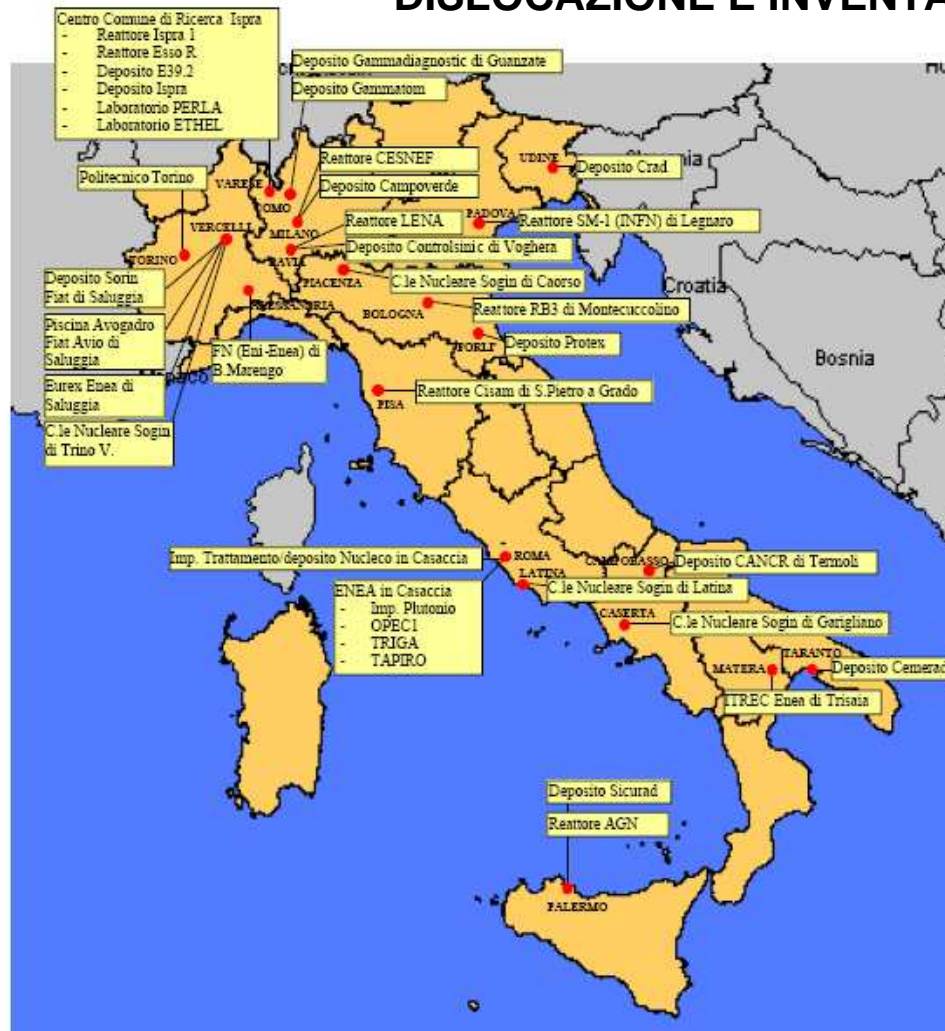 DISLOCAZIONE E INVENTA
Centro Comune di Ricerca Ispra
- Reattore Ispra 1
- Reattore Esso R
- Deposito E39.2
- Deposito Ispra
- Laboratorio PERLA
- Laboratorio ETHEL
Deposito Gammadiagnostic di Guanzate
Deposito Gammatom
Reattore CESNEF
Deposito Campoverde
Politecnico Torino
VARESE
COMO
UDINE
Deposito Crad
Reattore LENA
PADOVA
Reattore SM-1 (INFN) di Legnaro
VERCELLI
MILANO
Deposito Controlsinic di Voghera
TORINO
PAVIA
PIACENZA
C.le Nucleare Sogin di Caorso
Croatia
Deposito Sorin
Fiat di Saluggia
ALESSANDRIA
BOLOGNA
Reattore RB3 di Montecuccolino
Piscina Avogadro
Fiat Avio di
Saluggia
FN (Eni-Enea) di
B.Marengo
FORLI'
Deposito Protex
Bosnia
Eurex Enea di
Saluggia
PISA
Reattore Cisam di S.Pietro a Grado
C.le Nucleare Sogin
di Trino V.
Imp. Trattamento/deposito Nucleco in Casaccia
ROMA
CAMPOBASSO
Deposito CANCR di Termoli
LATINA
C.le Nucleare Sogin di Latina
ENEA in Casaccia
- Imp. Plutonio
- OPEC1
- TRIGA
- TAPIRO
CASERTA
C.le Nucleare Sogin di Garigliano
TARANTO
MATERA
Deposito Cemerad
ITREC Enea di Trisaia
Deposito Sicurad
Reattore AGN
PALERMO